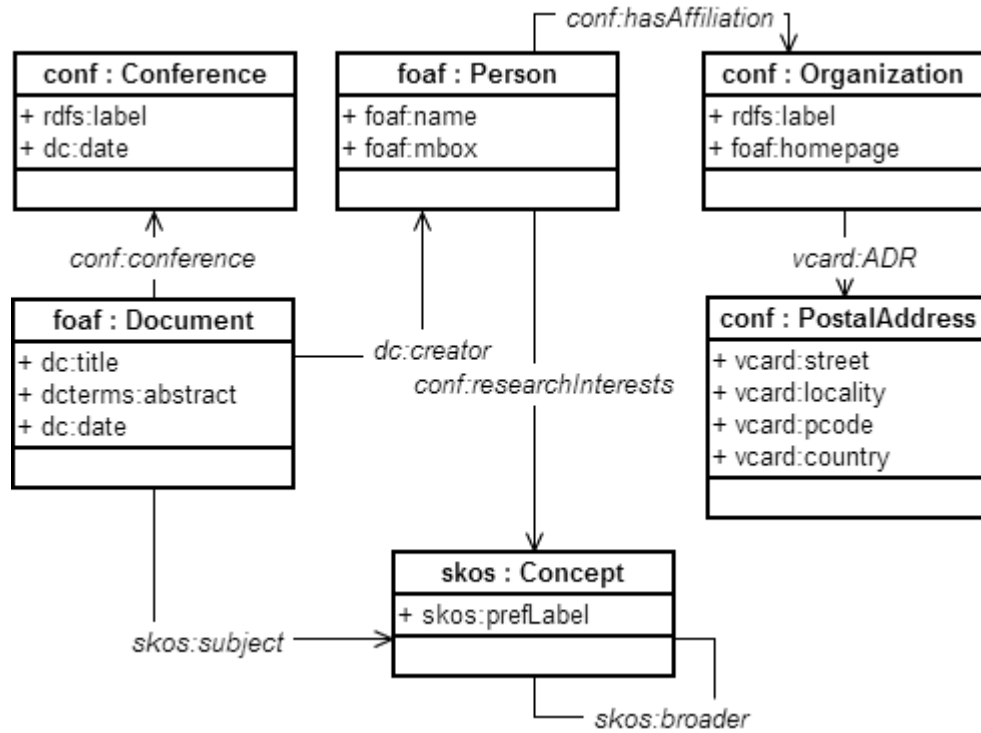 conf:hasAffiliation
conf : Conference
+ rdfs:label
+ dc:date
foaf : Person
+ foaf:name
+ foaf:mbox
conf : Organization
+ rdfs:label
+ foaf:homepage
conf:conference
vcard:ADR
foaf : Document
+ dc:title
+ dcterms:abstract
+ dc:date
dc:creator
conf:researchInterests
conf : PostalAddress
+ vcard:street
+ vcard:locality
+ vcard:pcode
+ vcard:country
skos : Concept
+ skos:prefLabel
skos:subject
skos:broader